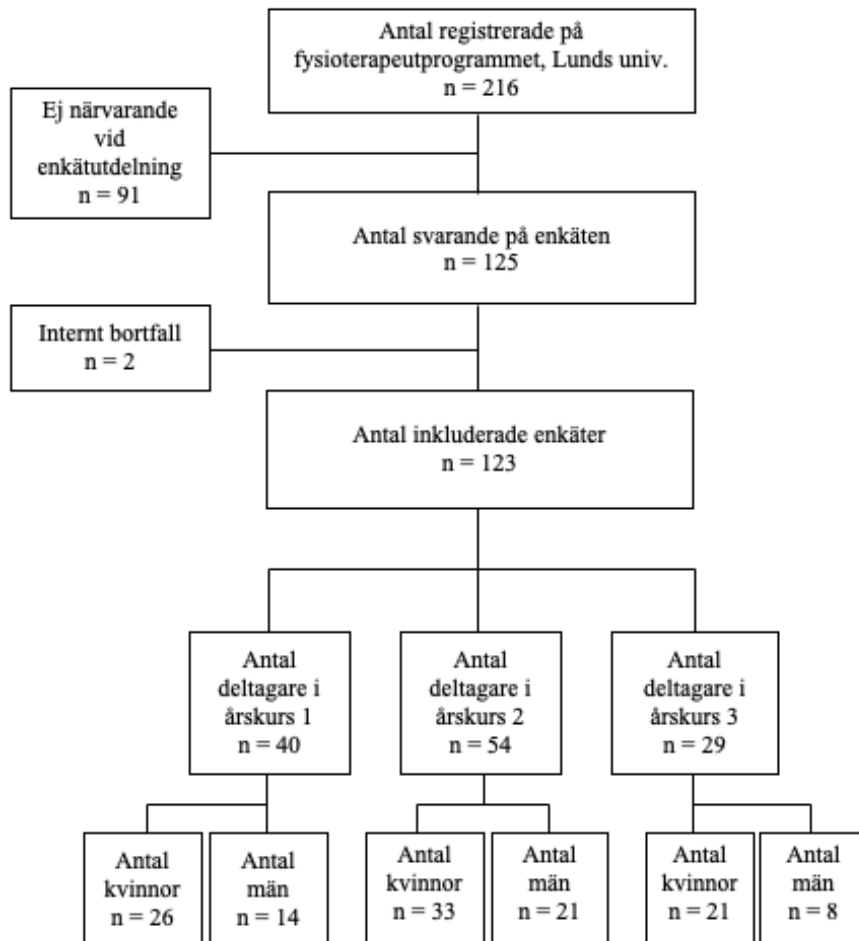 Antal registrerade på
fysioterapeutprogrammet, Lunds univ.
n = 216
Ej närvarande
vid
enkätutdelning
n = 91
Antal svarande på enkäten
n = 125
Internt bortfall
n = 2
Antal inkluderade enkäter
n = 123
Antal
deltagare i
årskurs 1
n = 40
Antal
deltagare i
årskurs 2
n = 54
Antal
deltagare i
årskurs 3
n = 29
Antal
kvinnor
n = 26
Antal
män
n = 14
Antal
kvinnor
n = 33
Antal
män
n = 21
Antal
kvinnor
n = 21
Antal
män
n = 8